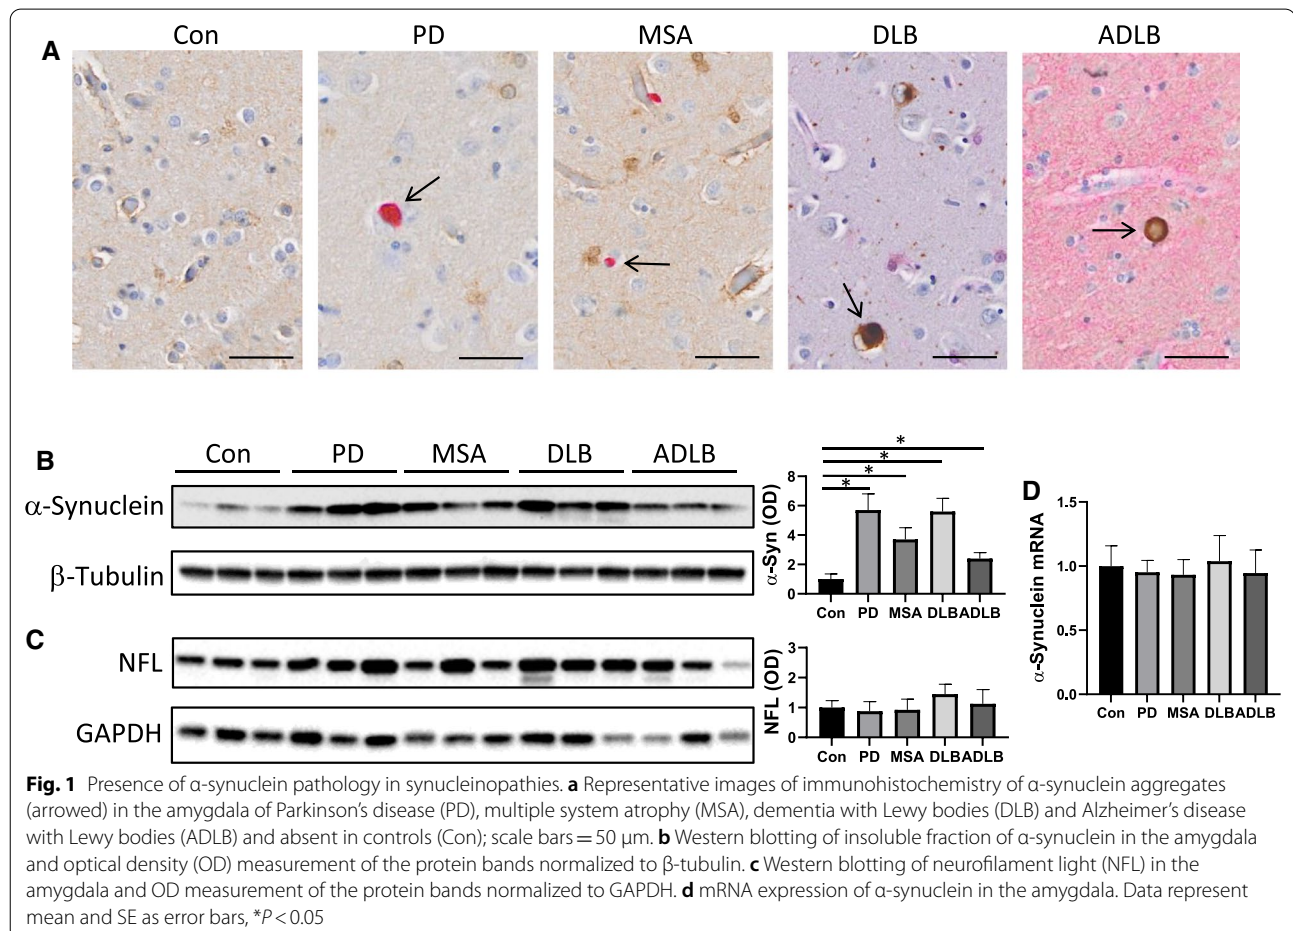 A
Con PD MSA DLB ADLB
B
Con PD MSA DLB ADLB
α-Synuclein
β-Tubulin
α-Syn (OD)
8
6
4
2
0
* * * *
Con PD MSA DLB ADLB
C
NFL
GAPDH
NFL (OD)
3
2
1
0
Con PD MSA DLB ADLB
D
α-Synuclein mRNA
1.5
1.0
0.5
0.0
Con PD MSA DLB ADLB
Fig. 1 Presence of α-synuclein pathology in synucleinopathies. a Representative images of immunohistochemistry of α-synuclein aggregates
(arrowed) in the amygdala of Parkinson's disease (PD), multiple system atrophy (MSA), dementia with Lewy bodies (DLB) and Alzheimer's disease
with Lewy bodies (ADLB) and absent in controls (Con); scale bars = 50 μm. b Western blotting of insoluble fraction of α-synuclein in the amygdala
and optical density (OD) measurement of the protein bands normalized to β-tubulin. c Western blotting of neurofilament light (NFL) in the
amygdala and OD measurement of the protein bands normalized to GAPDH. d mRNA expression of α-synuclein in the amygdala. Data represent
mean and SE as error bars, *P < 0.05